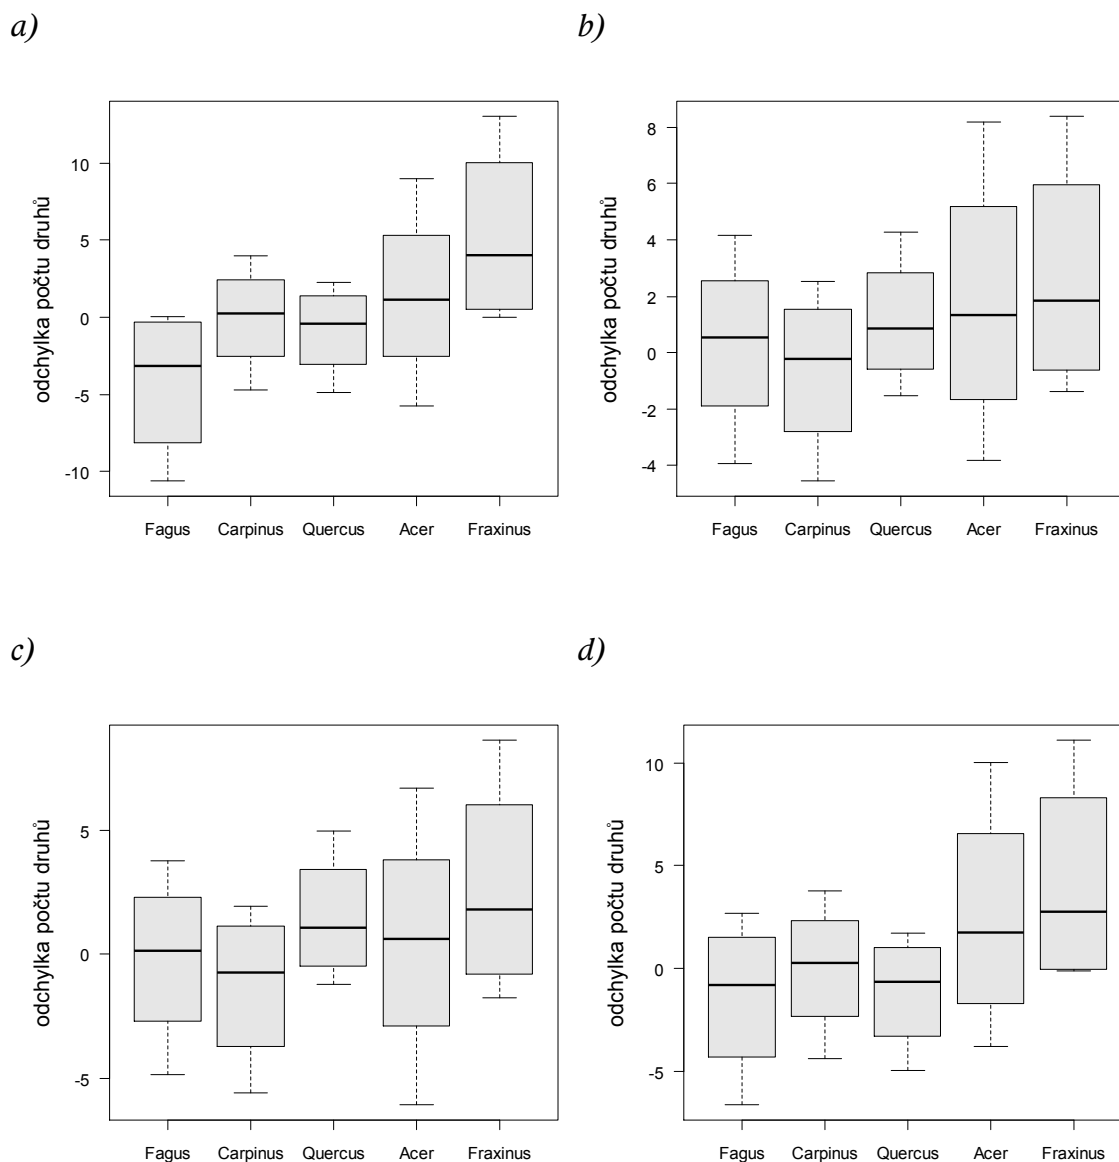 a)
b)
odchylka počtu druhů
10
5
0
-5
-10
Fagus Carpinus Quercus Acer Fraxinus
odchylka počtu druhů
8
6
4
2
0
-2
-4
Fagus Carpinus Quercus Acer Fraxinus
c)
d)
odchylka počtu druhů
5
0
-5
Fagus Carpinus Quercus Acer Fraxinus
odchylka počtu druhů
10
5
0
-5
Fagus Carpinus Quercus Acer Fraxinus